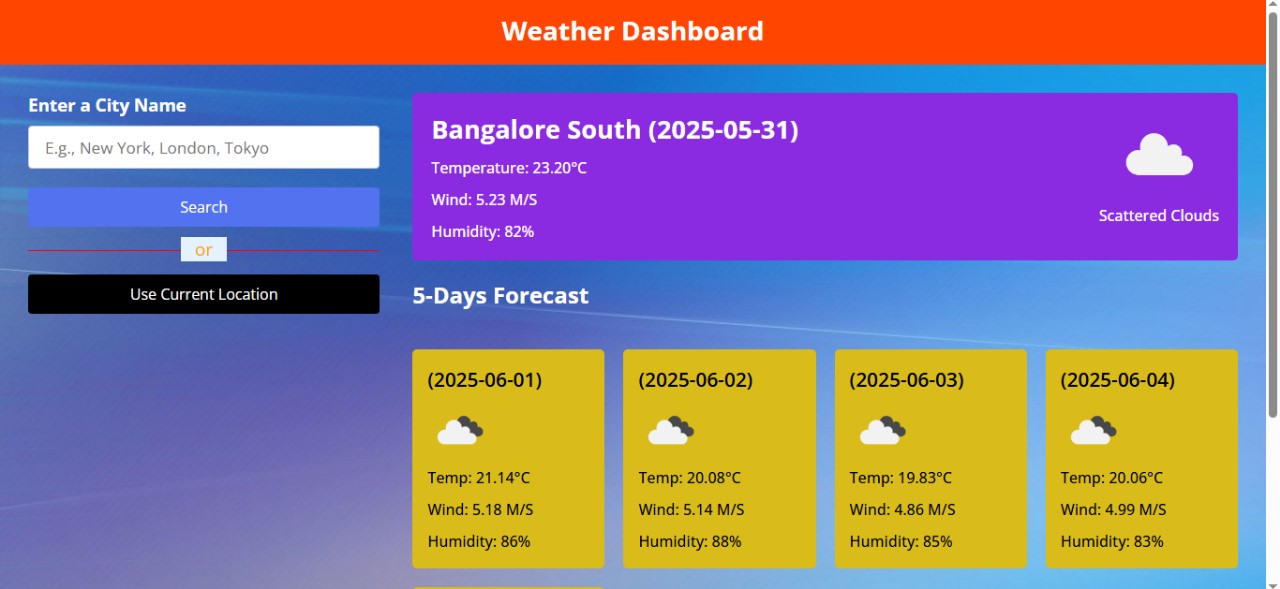 Weather Dashboard
Enter a City Name
E.g., New York, London, Tokyo
Search
or
Use Current Location
Bangalore South (2025-05-31)
Temperature: 23.20°C
Wind: 5.23 M/S
Humidity: 82%
Scattered Clouds
5-Days Forecast
(2025-06-01)
Temp: 21.14°C
Wind: 5.18 M/S
Humidity: 86%
(2025-06-02)
Temp: 20.08°C
Wind: 5.14 M/S
Humidity: 88%
(2025-06-03)
Temp: 19.83°C
Wind: 4.86 M/S
Humidity: 85%
(2025-06-04)
Temp: 20.06°C
Wind: 4.99 M/S
Humidity: 83%